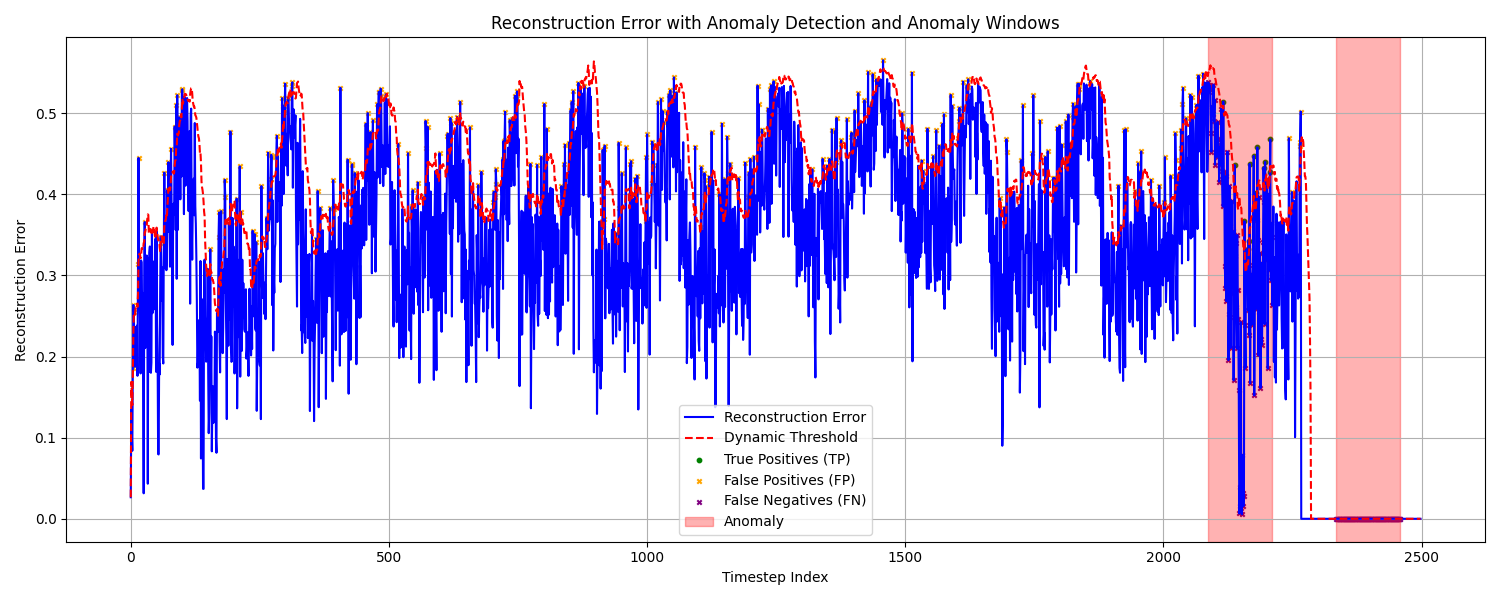 Reconstruction Error with Anomaly Detection and Anomaly Windows
Reconstruction Error
0.5
0.4
0.3
0.2
0.1
0.0
Reconstruction Error
Dynamic Threshold
True Positives (TP)
False Positives (FP)
False Negatives (FN)
Anomaly
0
500
1000
1500
2000
2500
Timestep Index